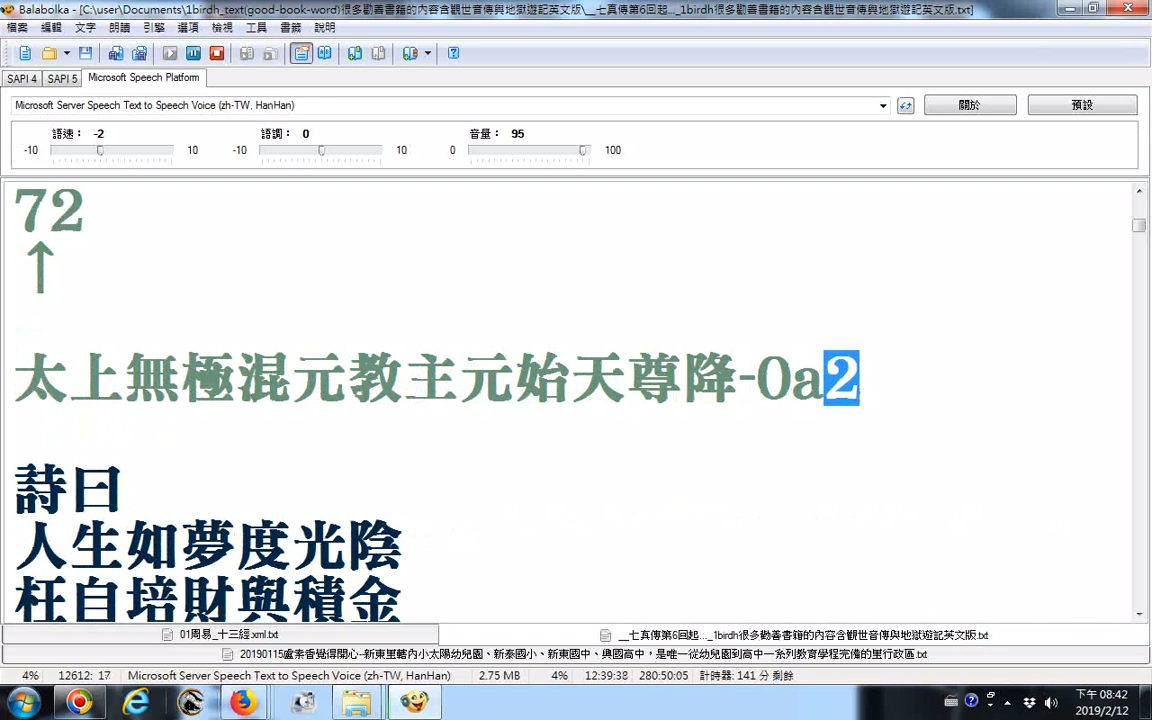 Balabolka - [C:\user\Documents\1birdh_text(good-book-word)很多勸善書籍的內容含觀世音傳與地獄遊記英文版\__七真傳第6回起..._1birdh很多勸善書籍的內容含觀世音傳與地獄遊記英文版.txt]
檔案 編輯 文字 朗讀 引擎 選項 檢視 工具 書籤 說明
SAPI 4 SAPI 5 Microsoft Speech Platform
Microsoft Server Speech Text to Speech Voice (zh-TW, HanHan) 關於 預設
語速： -2 語調： 0 音量： 95
-10 10 -10 10 0 100
72
↑
太上無極混元教主元始天尊降-0a2
詩曰
人生如夢度光陰
枉自培財與積金
01周易_十三經.xml.txt __七真傳第6回起..._1birdh很多勸善書籍的內容含觀世音傳與地獄遊記英文版.txt
20190115盧素香覺得開心-新東里轄內小太陽幼兒園、新泰國小、新東國中、興國高中，是唯一從幼兒園到高中一系列教育學程完備的里行政區.txt
4% 12612: 17 Microsoft Server Speech Text to Speech Voice (zh-TW, HanHan) 2.75 MB 4% 12:39:38 280:50:05 計時器: 141 分 剩餘
下午 08:42
2019/2/12